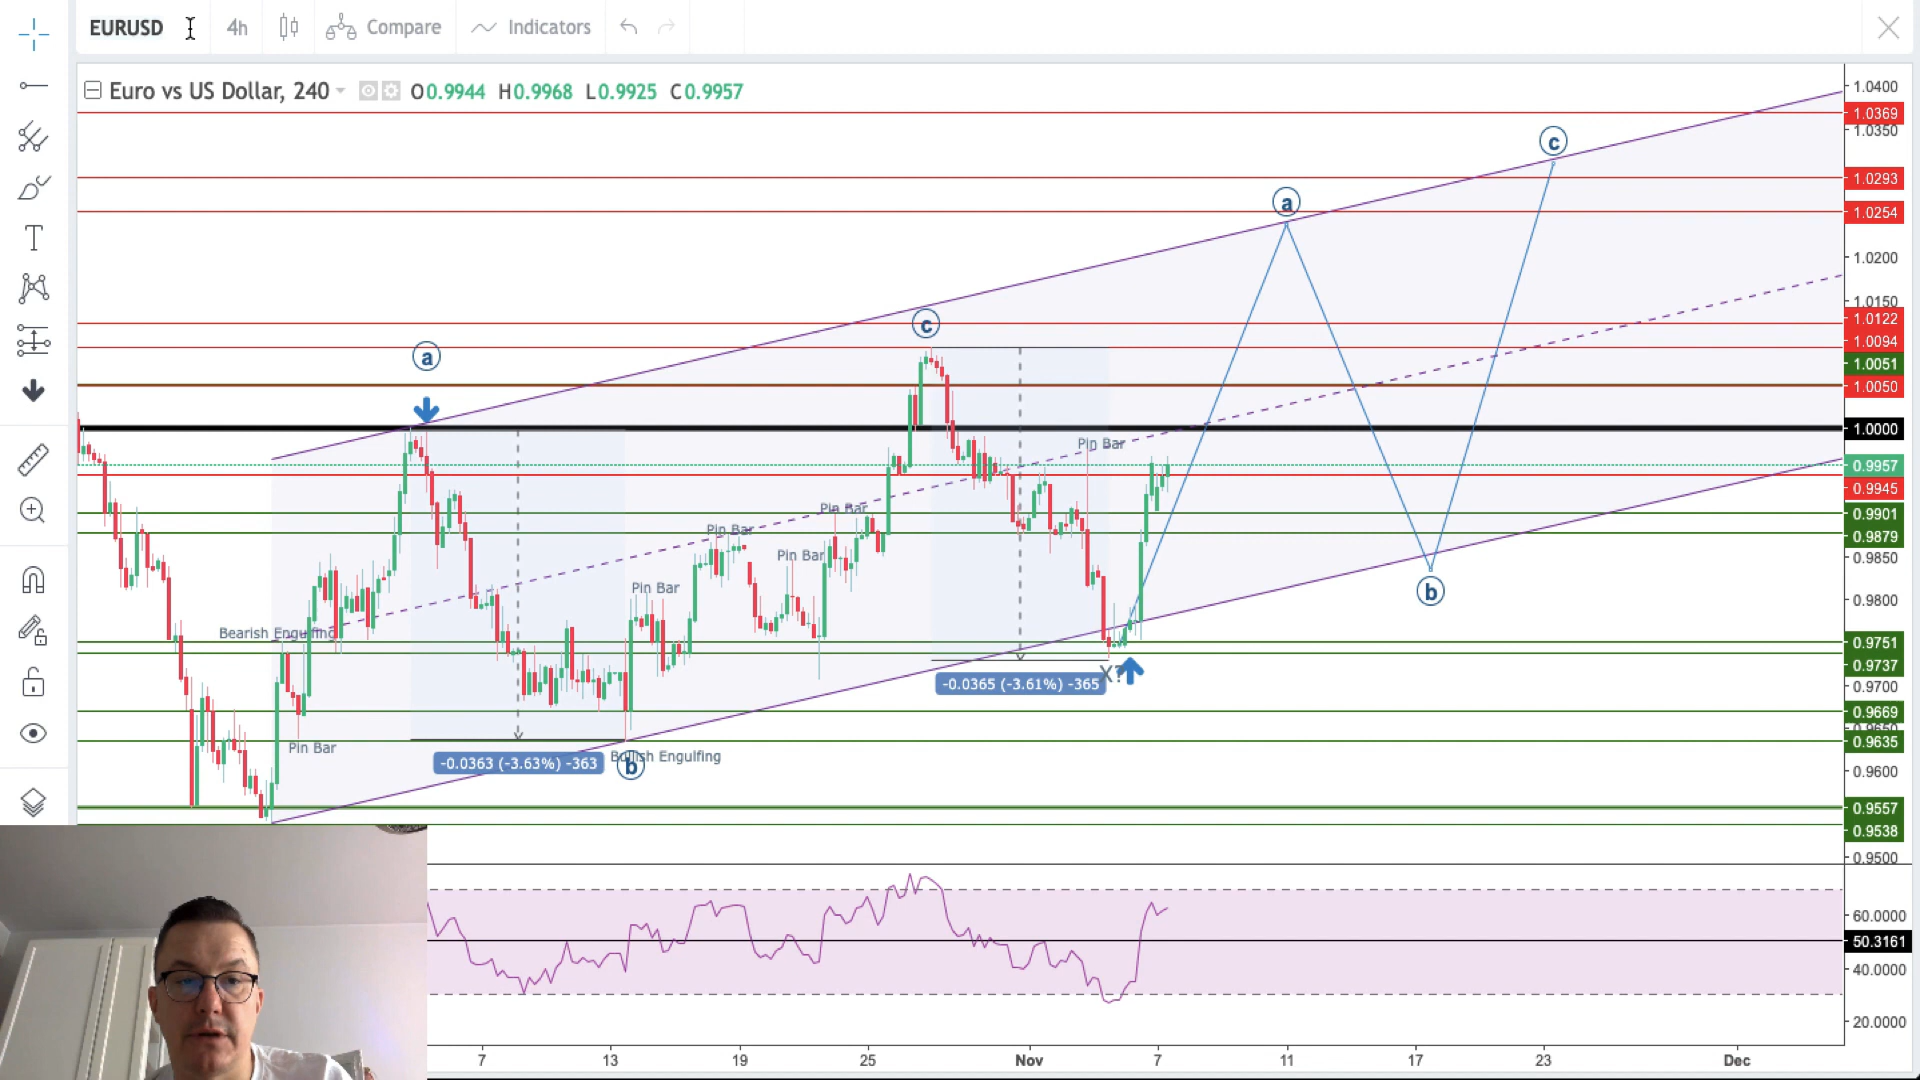 EURUSD 4h Compare Indicators
Euro vs US Dollar, 240 O0.9944 H0.9968 L0.9925 C0.9957
1.0400
1.0369
1.0350
c
1.0293
a
1.0254
1.0200
1.0150
1.0122
c
1.0094
a
1.0051
1.0050
1.0000
Pin Bar
0.9957
0.9945
Pin Bar
0.9901
Pin Bar
0.9879
Pin Bar
0.9850
Pin Bar
b
0.9800
Bearish Engulfing
0.9751
0.9737
X?
-0.0365 (-3.61%) -365
0.9700
0.9669
0.9650
0.9635
Pin Bar
Bullish Engulfing
-0.0363 (-3.63%) -363
b
0.9600
0.9557
0.9538
0.9500
60.0000
50.3161
40.0000
20.0000
7 13 19 25 Nov 7 11 17 23 Dec
T